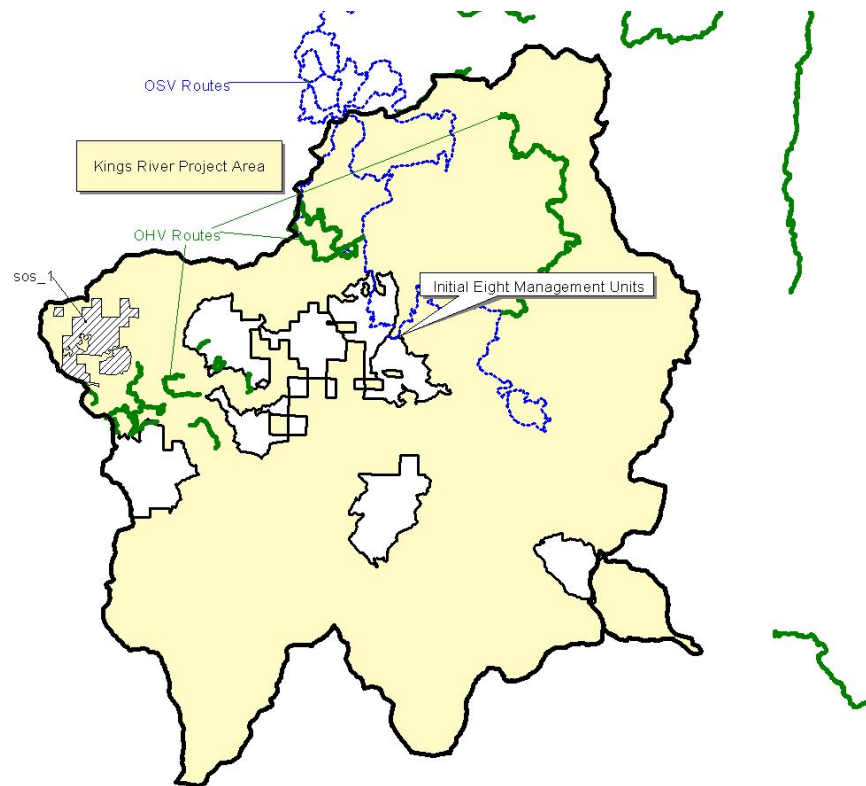 OSV Routes
Kings River Project Area
OHV Routes
sos_1
Initial Eight Management Units